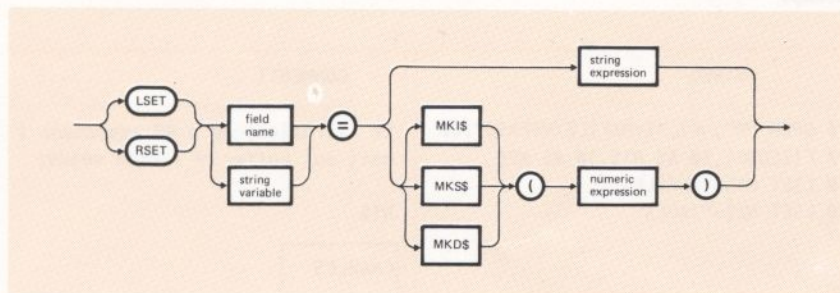 string
expression
LSET
RSET
field
name
string
variable
=
MKI$
MKS$
MKD$
(
numeric
expression
)